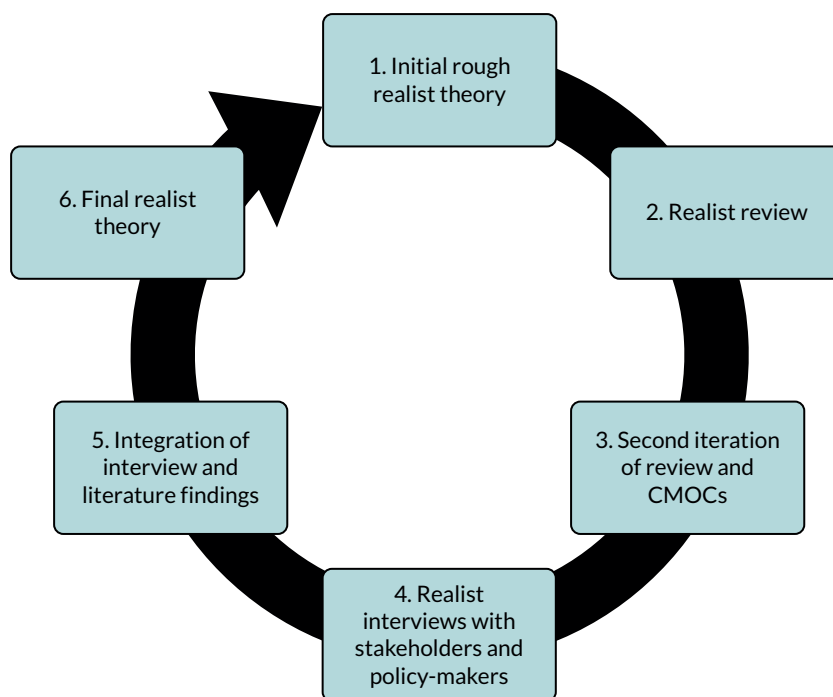 1. Initial rough
realist theory
2. Realist review
3. Second iteration
of review and
CMOCs
4. Realist
interviews with
stakeholders and
policy-makers
5. Integration of
interview and
literature findings
6. Final realist
theory